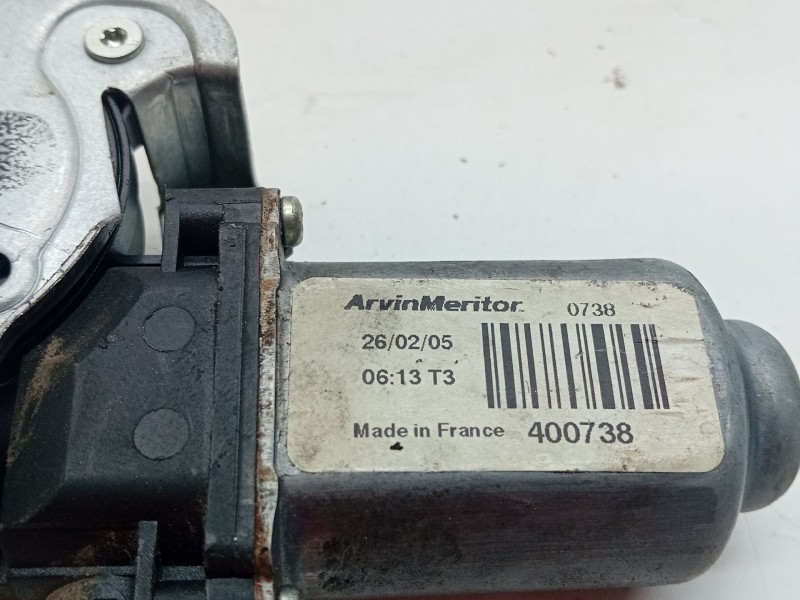 ArvinMeritor 0738
26/02/05
06:13 T3
Made in France 400738